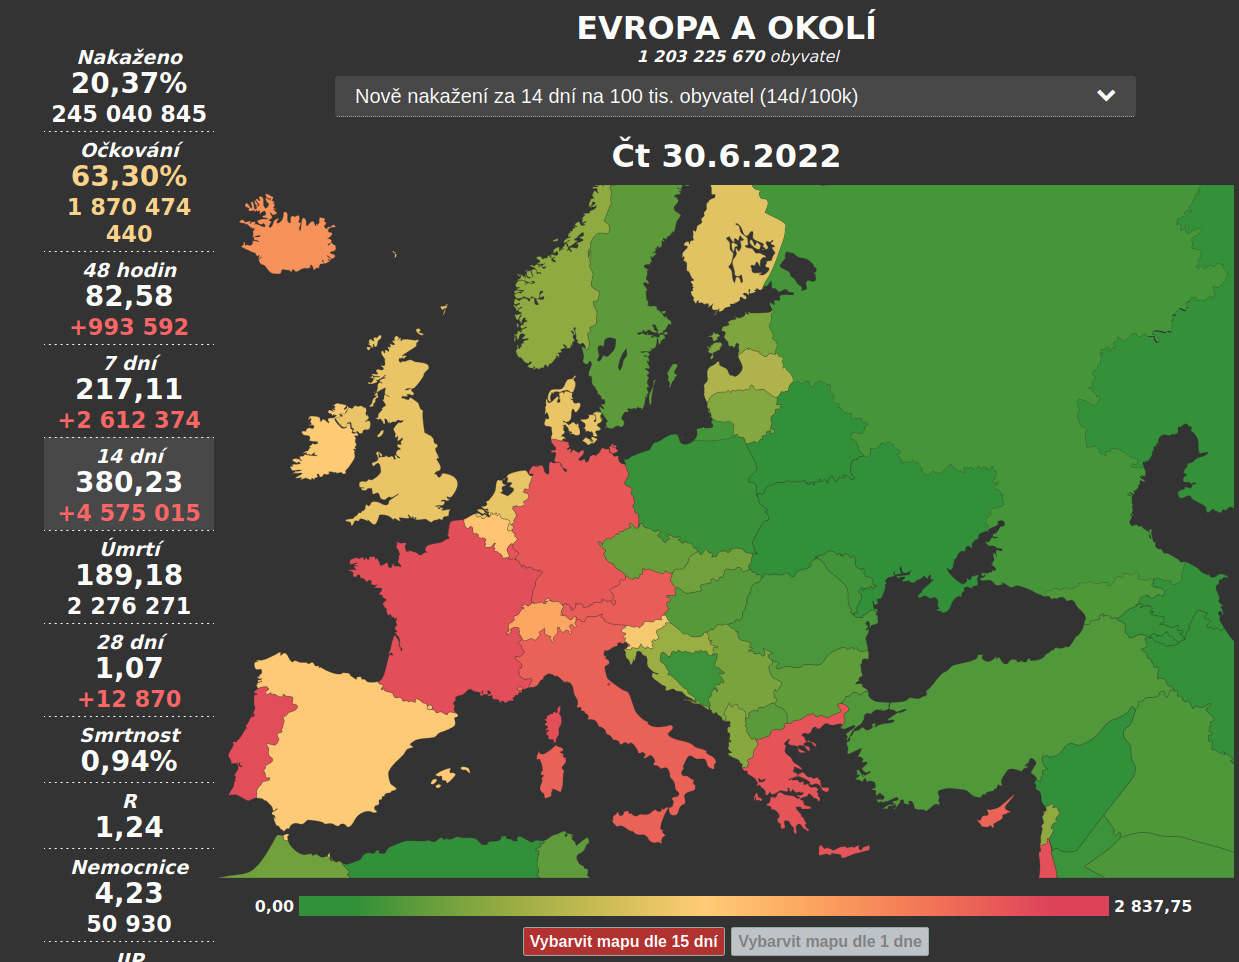 EVROPA A OKOLÍ
1 203 225 670 obyvatel
Nově nakažení za 14 dní na 100 tis. obyvatel (14d/100k)
Čt 30.6.2022
Nakaženo
20,37%
245 040 845
Očkování
63,30%
1 870 474
440
48 hodin
82,58
+993 592
7 dní
217,11
+2 612 374
14 dní
380,23
+4 575 015
Úmrtí
189,18
2 276 271
28 dní
1,07
+12 870
Smrtnost
0,94%
R
1,24
Nemocnice
4,23
50 930
JIP
0,00
2 837,75
Vybarvit mapu dle 15 dní
Vybarvit mapu dle 1 dne